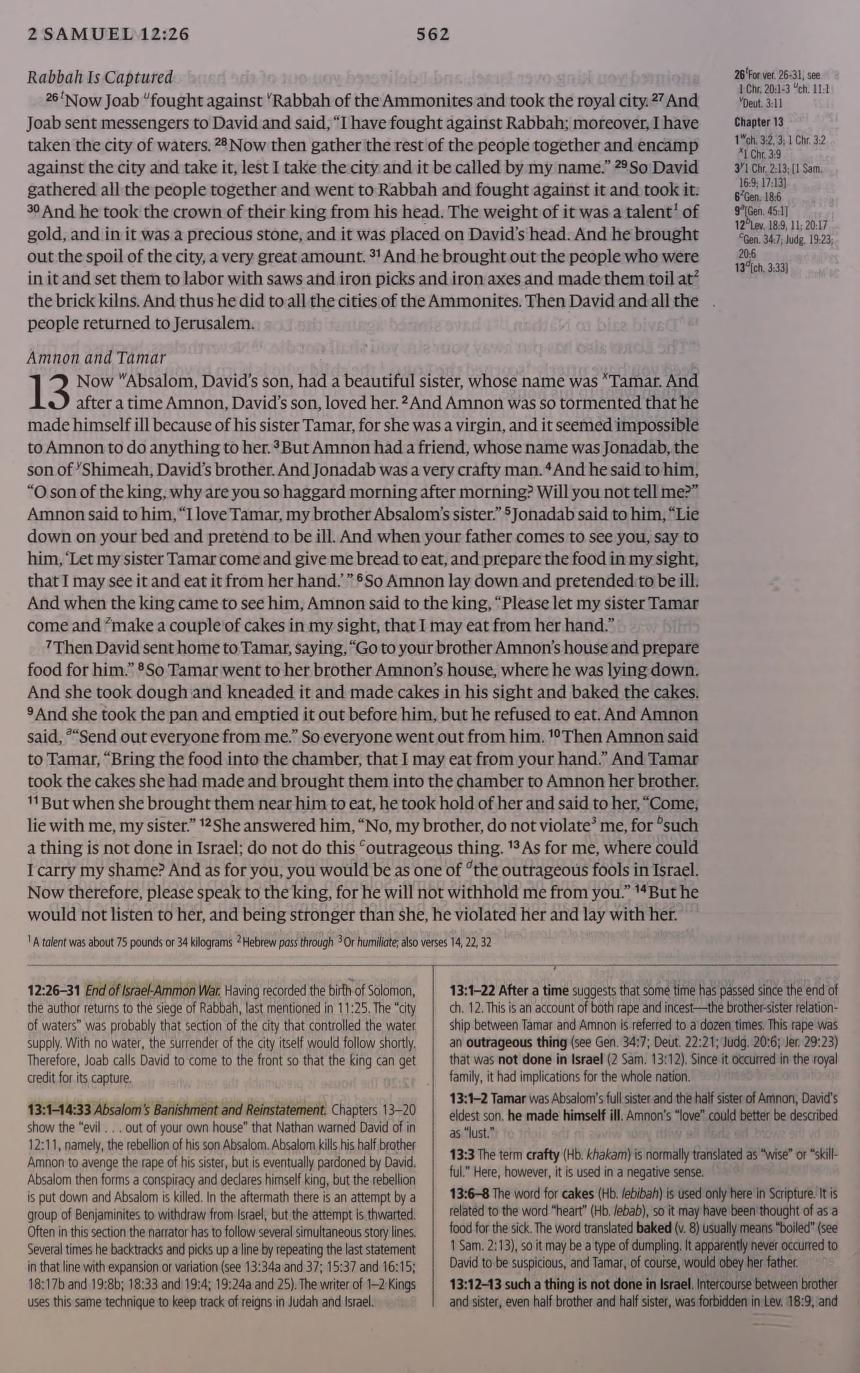 2 SAMUEL 12:26
562
Rabbah Is Captured
26 ᵗNow Joab ᵘfought against ᵛRabbah of the Ammonites and took the royal city. 27 And
Joab sent messengers to David and said, “I have fought against Rabbah; moreover, I have
taken the city of waters. 28 Now then gather the rest of the people together and encamp
against the city and take it, lest I take the city and it be called by my name.” 29 So David
gathered all the people together and went to Rabbah and fought against it and took it.
30 And he took the crown of their king from his head. The weight of it was a talent¹ of
gold, and in it was a precious stone, and it was placed on David’s head. And he brought
out the spoil of the city, a very great amount. 31 And he brought out the people who were
in it and set them to labor with saws and iron picks and iron axes and made them toil at²
the brick kilns. And thus he did to all the cities of the Ammonites. Then David and all the
people returned to Jerusalem.
Amnon and Tamar
13 Now ʷAbsalom, David’s son, had a beautiful sister, whose name was ˣTamar. And
after a time Amnon, David’s son, loved her. 2 And Amnon was so tormented that he
made himself ill because of his sister Tamar, for she was a virgin, and it seemed impossible
to Amnon to do anything to her. 3 But Amnon had a friend, whose name was Jonadab, the
son of ʸShimeah, David’s brother. And Jonadab was a very crafty man. 4 And he said to him,
“O son of the king, why are you so haggard morning after morning? Will you not tell me?”
Amnon said to him, “I love Tamar, my brother Absalom’s sister.” 5 Jonadab said to him, “Lie
down on your bed and pretend to be ill. And when your father comes to see you, say to
him, ‘Let my sister Tamar come and give me bread to eat, and prepare the food in my sight,
that I may see it and eat it from her hand.’” 6 So Amnon lay down and pretended to be ill.
And when the king came to see him, Amnon said to the king, “Please let my sister Tamar
come and ᶻmake a couple of cakes in my sight, that I may eat from her hand.”
7 Then David sent home to Tamar, saying, “Go to your brother Amnon’s house and prepare
food for him.” 8 So Tamar went to her brother Amnon’s house, where he was lying down.
And she took dough and kneaded it and made cakes in his sight and baked the cakes.
9 And she took the pan and emptied it out before him, but he refused to eat. And Amnon
said, ᵃ“Send out everyone from me.” So everyone went out from him. 10 Then Amnon said
to Tamar, “Bring the food into the chamber, that I may eat from your hand.” And Tamar
took the cakes she had made and brought them into the chamber to Amnon her brother.
11 But when she brought them near him to eat, he took hold of her and said to her, “Come,
lie with me, my sister.” 12 She answered him, “No, my brother, do not violate³ me, for ᵇsuch
a thing is not done in Israel; do not do this ᶜoutrageous thing. 13 As for me, where could
I carry my shame? And as for you, you would be as one of ᵈthe outrageous fools in Israel.
Now therefore, please speak to the king, for he will not withhold me from you.” 14 But he
would not listen to her, and being stronger than she, he violated her and lay with her.
¹ A talent was about 75 pounds or 34 kilograms ² Hebrew pass through ³ Or humiliate; also verses 14, 22, 32
26 ᵗFor ver. 26-31, see
1 Chr. 20:1-3 ᵘch. 11:1
ᵛDeut. 3:11
Chapter 13
1 ʷch. 3:2, 3; 1 Chr. 3:2
ˣ1 Chr. 3:9
3 ʸ1 Chr. 2:13; [1 Sam.
16:9; 17:13]
6 ᶻGen. 18:6
9 ᵃ[Gen. 45:1]
12 ᵇLev. 18:9, 11; 20:17
ᶜGen. 34:7; Judg. 19:23;
20:6
13 ᵈ[ch. 3:33]
12:26–31 End of Israel-Ammon War. Having recorded the birth of Solomon,
the author returns to the siege of Rabbah, last mentioned in 11:25. The “city
of waters” was probably that section of the city that controlled the water
supply. With no water, the surrender of the city itself would follow shortly.
Therefore, Joab calls David to come to the front so that the king can get
credit for its capture.
13:1–14:33 Absalom’s Banishment and Reinstatement. Chapters 13–20
show the “evil . . . out of your own house” that Nathan warned David of in
12:11, namely, the rebellion of his son Absalom. Absalom kills his half brother
Amnon to avenge the rape of his sister, but is eventually pardoned by David.
Absalom then forms a conspiracy and declares himself king, but the rebellion
is put down and Absalom is killed. In the aftermath there is an attempt by a
group of Benjaminites to withdraw from Israel, but the attempt is thwarted.
Often in this section the narrator has to follow several simultaneous story lines.
Several times he backtracks and picks up a line by repeating the last statement
in that line with expansion or variation (see 13:34a and 37; 15:37 and 16:15;
18:17b and 19:8b; 18:33 and 19:4; 19:24a and 25). The writer of 1–2 Kings
uses this same technique to keep track of reigns in Judah and Israel.
13:1–22 After a time suggests that some time has passed since the end of
ch. 12. This is an account of both rape and incest—the brother-sister relation-
ship between Tamar and Amnon is referred to a dozen times. This rape was
an outrageous thing (see Gen. 34:7; Deut. 22:21; Judg. 20:6; Jer. 29:23)
that was not done in Israel (2 Sam. 13:12). Since it occurred in the royal
family, it had implications for the whole nation.
13:1–2 Tamar was Absalom’s full sister and the half sister of Amnon, David’s
eldest son. he made himself ill. Amnon’s “love” could better be described
as “lust.”
13:3 The term crafty (Hb. khakam) is normally translated as “wise” or “skill-
ful.” Here, however, it is used in a negative sense.
13:6–8 The word for cakes (Hb. lebibah) is used only here in Scripture. It is
related to the word “heart” (Hb. lebab), so it may have been thought of as a
food for the sick. The word translated baked (v. 8) usually means “boiled” (see
1 Sam. 2:13), so it may be a type of dumpling. It apparently never occurred to
David to be suspicious, and Tamar, of course, would obey her father.
13:12–13 such a thing is not done in Israel. Intercourse between brother
and sister, even half brother and half sister, was forbidden in Lev. 18:9, and